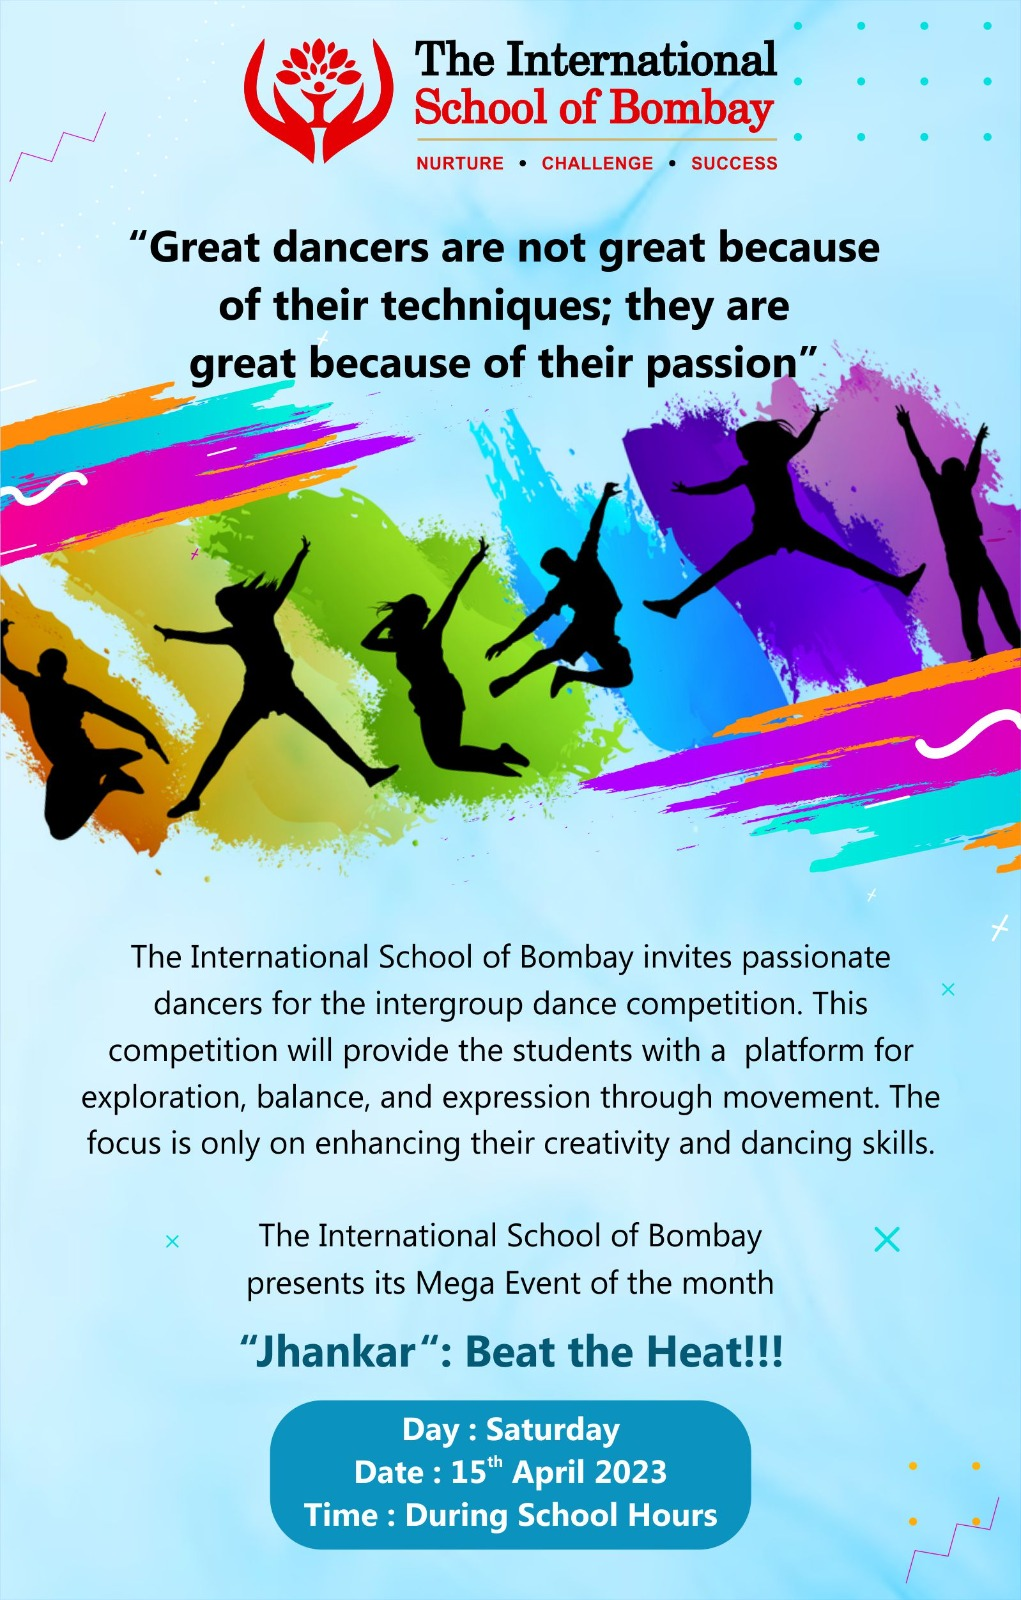 The International
School of Bombay
NURTURE • CHALLENGE • SUCCESS
“Great dancers are not great because
of their techniques; they are
great because of their passion”
The International School of Bombay invites passionate
dancers for the intergroup dance competition. This
competition will provide the students with a  platform for
exploration, balance, and expression through movement. The
focus is only on enhancing their creativity and dancing skills.
The International School of Bombay
presents its Mega Event of the month
“Jhankar“: Beat the Heat!!!
Day : Saturday
Date : 15th April 2023
Time : During School Hours